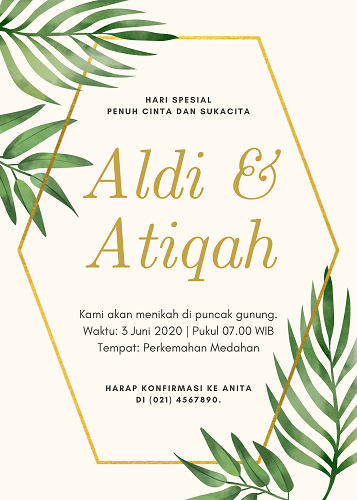 HARI SPESIAL
PENUH CINTA DAN SUKACITA
Aldi &
Atiqah
Kami akan menikah di puncak gunung.
Waktu: 3 Juni 2020 | Pukul 07.00 WIB
Tempat: Perkemahan Medahan
HARAP KONFIRMASI KE ANITA
DI (021) 4567890.